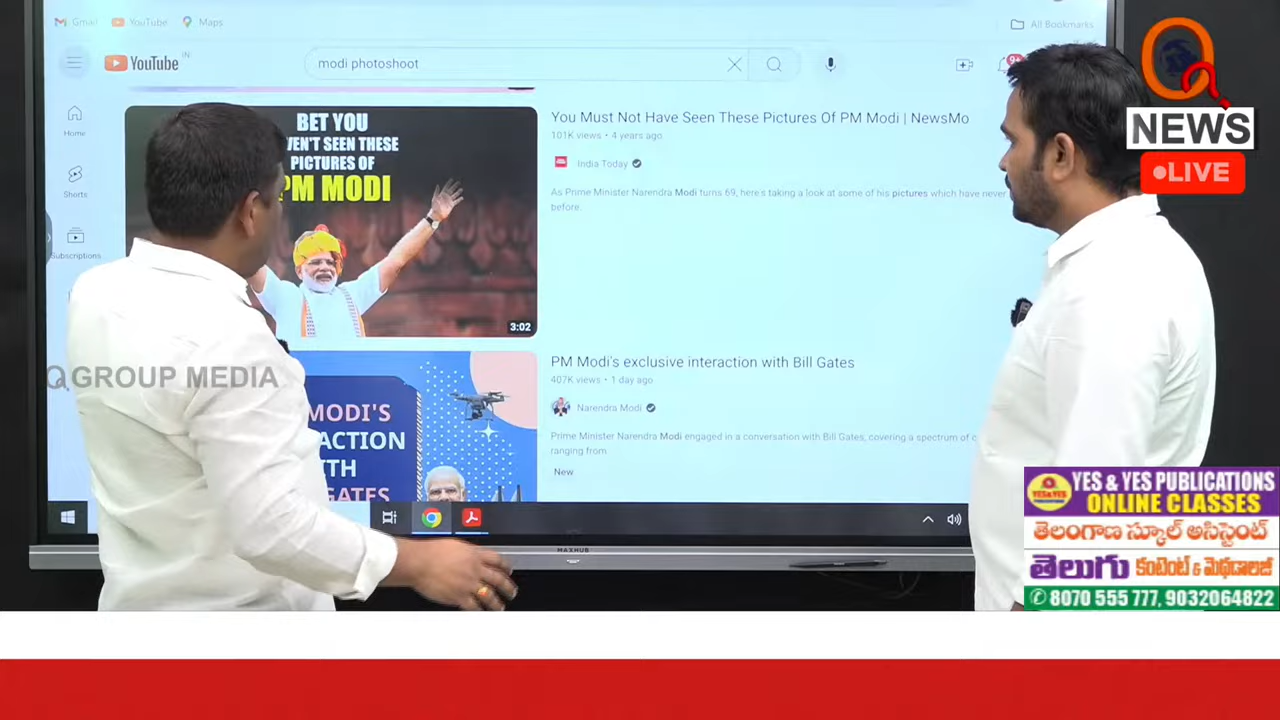 Gmail
YouTube
Maps
All Bookmarks
YouTube IN
modi photoshoot
9+
Home
Shorts
Subscriptions
BET YOU
VEN'T SEEN THESE
PICTURES OF
PM MODI
3:02
You Must Not Have Seen These Pictures Of PM Modi | NewsMo
101K views • 4 years ago
India Today
As Prime Minister Narendra Modi turns 69, here's taking a look at some of his pictures which have never
before.
MODI'S
ACTION
TH
GATES
PM Modi's exclusive interaction with Bill Gates
407K views • 1 day ago
Narendra Modi
Prime Minister Narendra Modi engaged in a conversation with Bill Gates, covering a spectrum of
ranging from
New
MAXHUB
Q GROUP MEDIA
Q
NEWS
LIVE
YES & YES PUBLICATIONS
YES&YES
ONLINE CLASSES
తెలంగాణ స్కూల్ అసిస్టెంట్
తెలుగు కంటెంట్ & మెథడాలజీ
8070 555 777, 9032064822